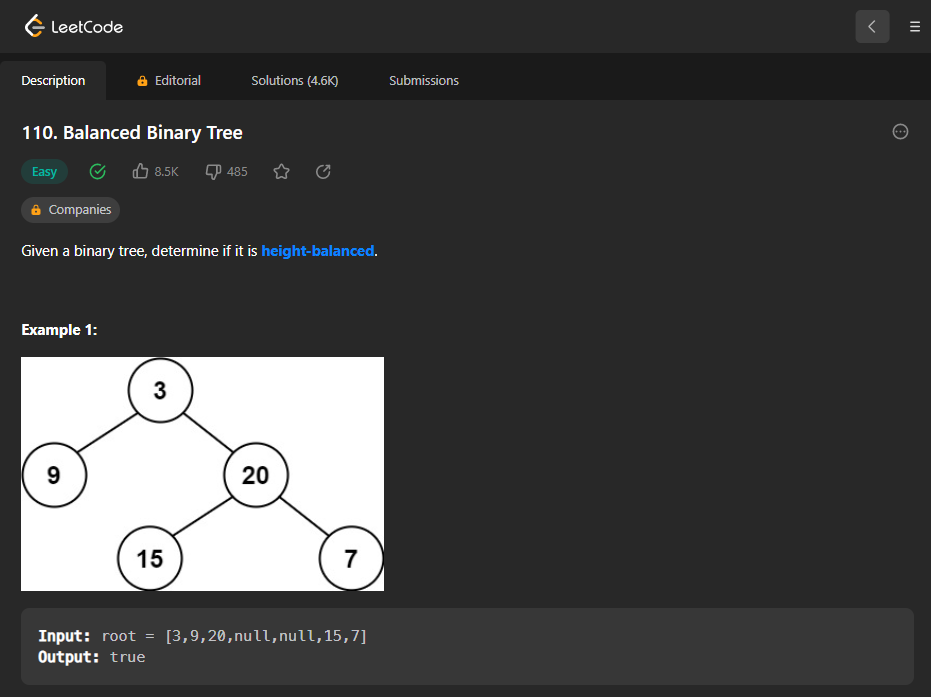 LeetCode
Description Editorial Solutions (4.6K) Submissions
110. Balanced Binary Tree
Easy 8.5K 485
Companies
Given a binary tree, determine if it is height-balanced.
Example 1:
3
9 20
15 7
Input: root = [3,9,20,null,null,15,7]
Output: true